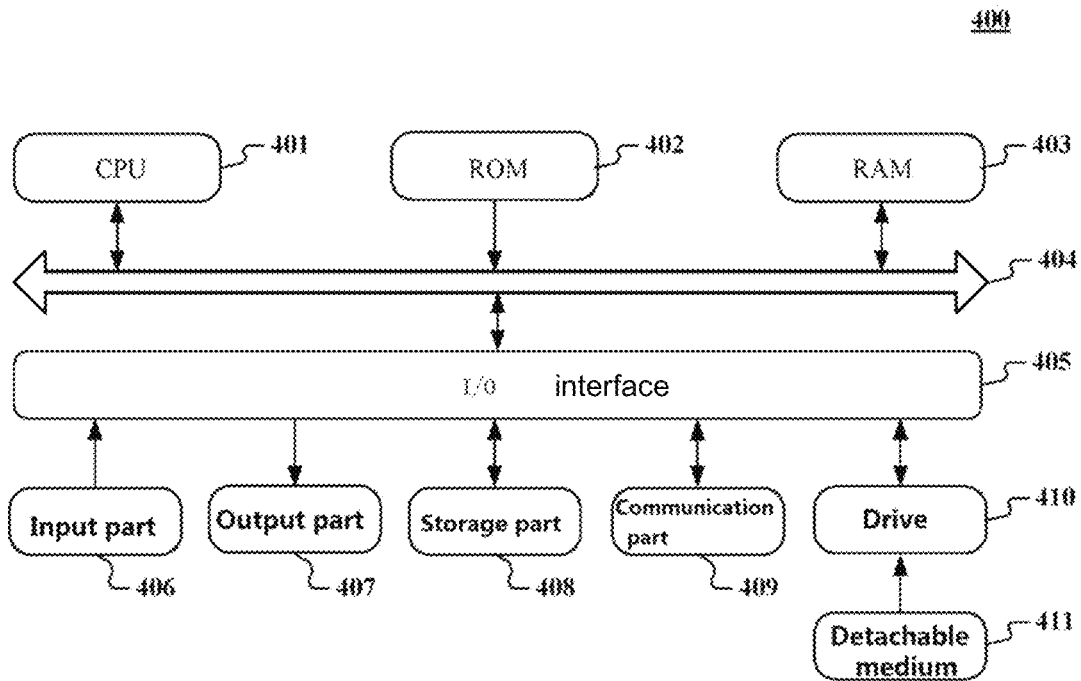 400
CPU
401
ROM
402
RAM
403
404
I/0 interface
405
Input part
406
Output part
407
Storage part
408
Communication
part
409
Drive
410
Detachable
medium
411